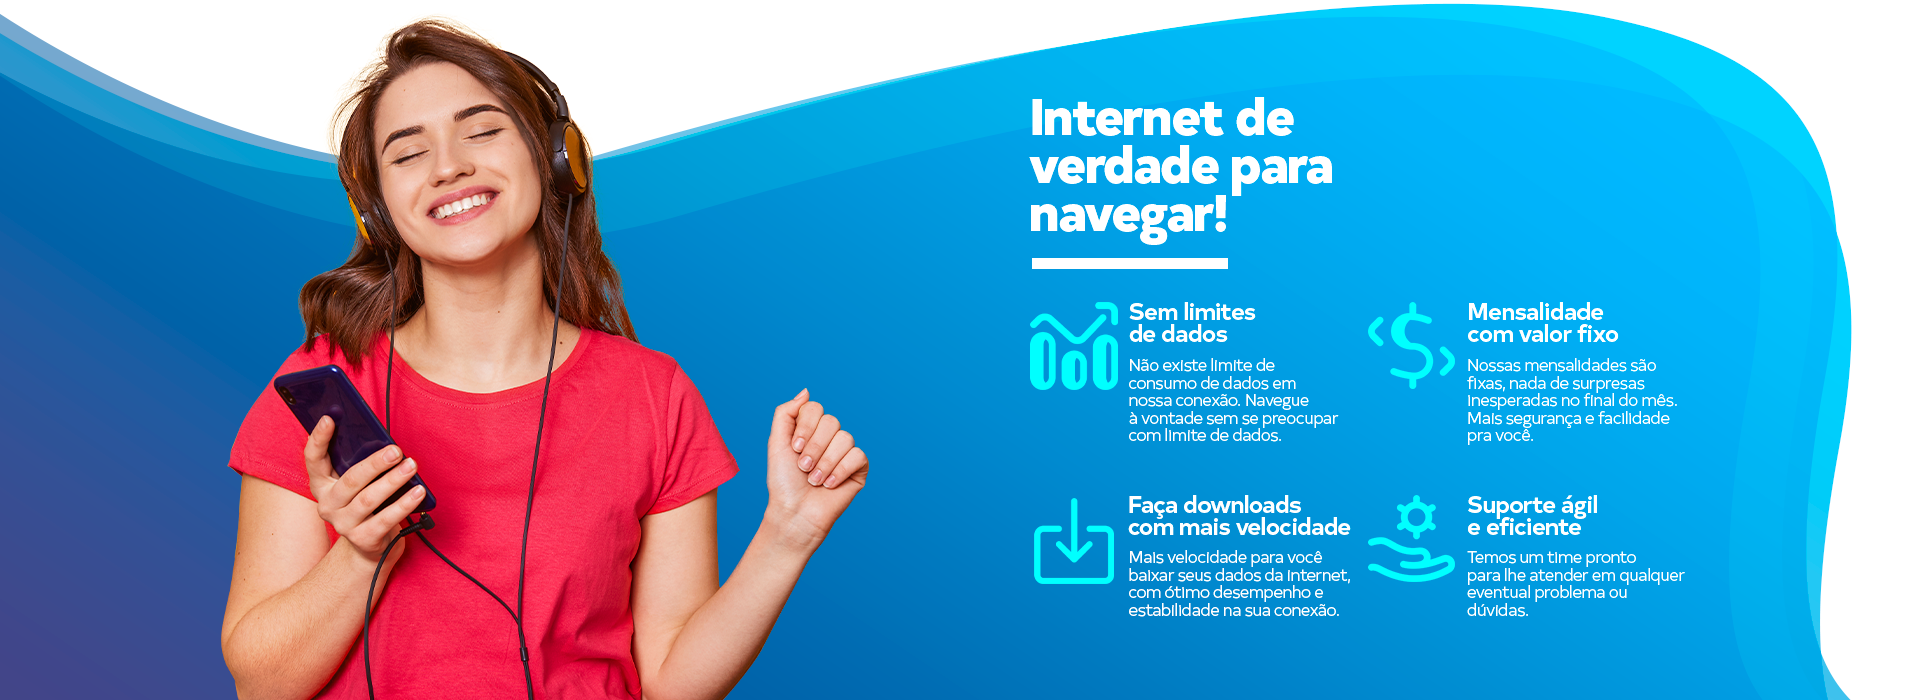 Internet de
verdade para
navegar!
Sem limites
de dados
Não existe limite de
consumo de dados em
nossa conexão. Navegue
à vontade sem se preocupar
com limite de dados.
Mensalidade
com valor fixo
Nossas mensalidades são
fixas, nada de surpresas
inesperadas no final do mês.
Mais segurança e facilidade
pra você.
Faça downloads
com mais velocidade
Mais velocidade para você
baixar seus dados da internet,
com ótimo desempenho e
estabilidade na sua conexão.
Suporte ágil
e eficiente
Temos um time pronto
para lhe atender em qualquer
eventual problema ou
dúvidas.